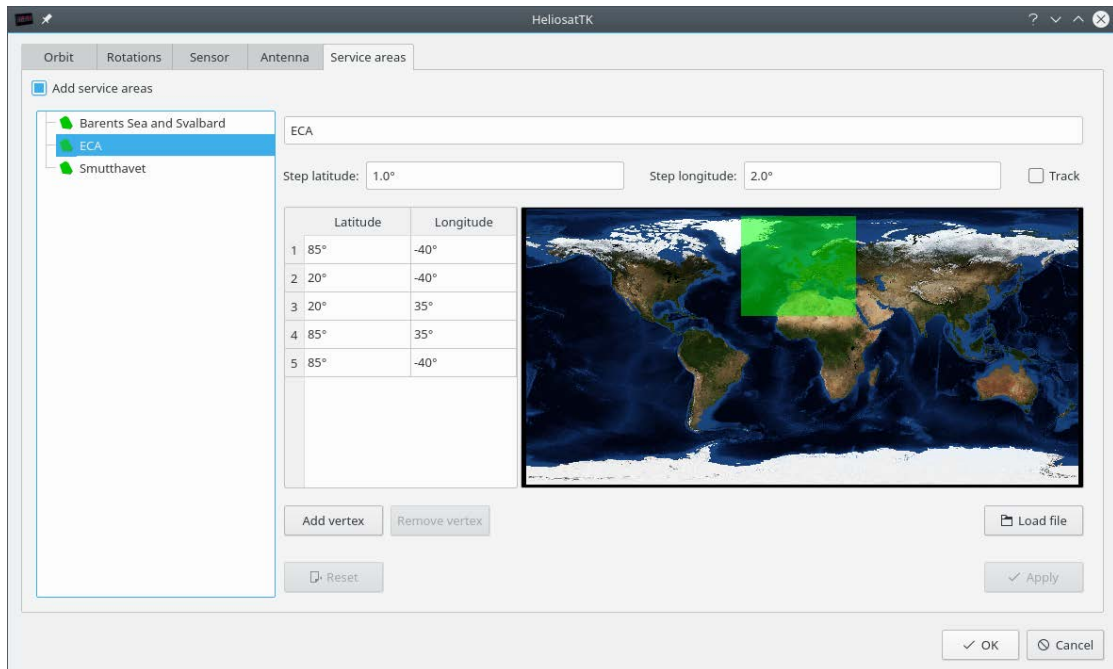 HeliosatTK
Orbit Rotations Sensor Antenna Service areas
Add service areas
Barents Sea and Svalbard
ECA
Smutthavet
ECA
Step latitude: 1.0° Step longitude: 2.0° Track
Latitude Longitude
1 85° -40°
2 20° -40°
3 20° 35°
4 85° 35°
5 85° -40°
Add vertex Remove vertex Load file
Reset Apply
OK Cancel